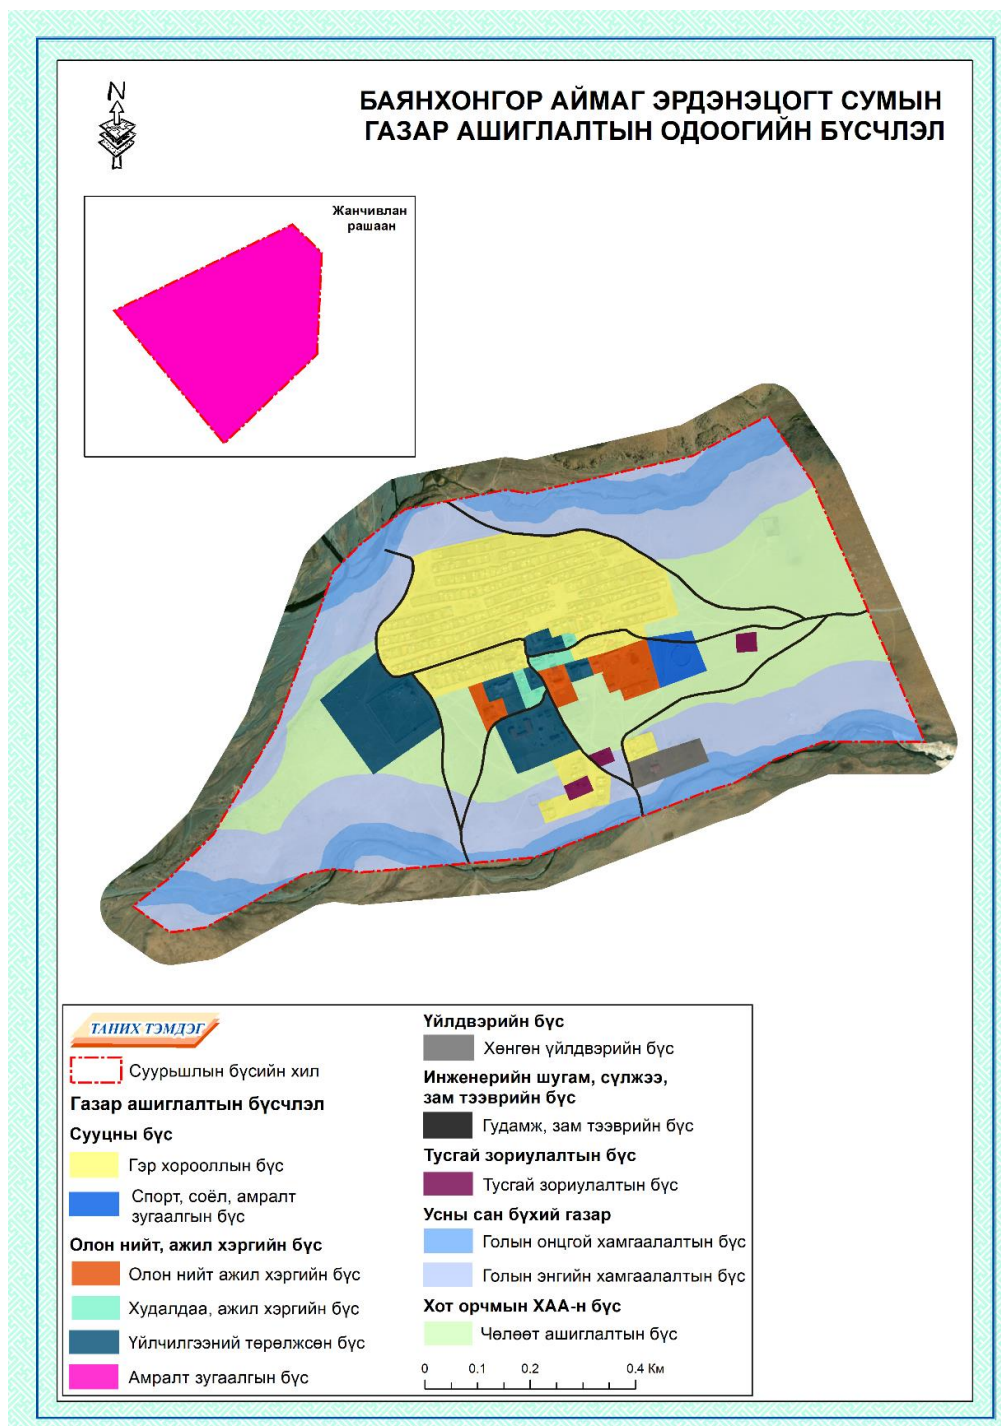 N
БАЯНХОНГОР АЙМАГ ЭРДЭНЭЦОГТ СУМЫН
ГАЗАР АШИГЛАЛТЫН ОДООГИЙН БҮСЧЛЭЛ
Жанчивлан
рашаан
ТАНИХ ТЭМДЭГ
Суурьшлын бүсийн хил
Газар ашиглалтын бүсчлэл
Сууцны бүс
Гэр хорооллын бүс
Спорт, соёл, амралт
зугаалгын бүс
Олон нийт, ажил хэргийн бүс
Олон нийт ажил хэргийн бүс
Худалдаа, ажил хэргийн бүс
Үйлчилгээний төрөлжсөн бүс
Амралт зугаалгын бүс
Үйлдвэрийн бүс
Хөнгөн үйлдвэрийн бүс
Инженерийн шугам, сүлжээ,
зам тээврийн бүс
Гудамж, зам тээврийн бүс
Тусгай зориулалтын бүс
Тусгай зориулалтын бүс
Усны сан бүхий газар
Голын онцгой хамгаалалтын бүс
Голын энгийн хамгаалалтын бүс
Хот орчмын ХАА-н бүс
Чөлөөт ашиглалтын бүс
0 0.1 0.2 0.4 Км